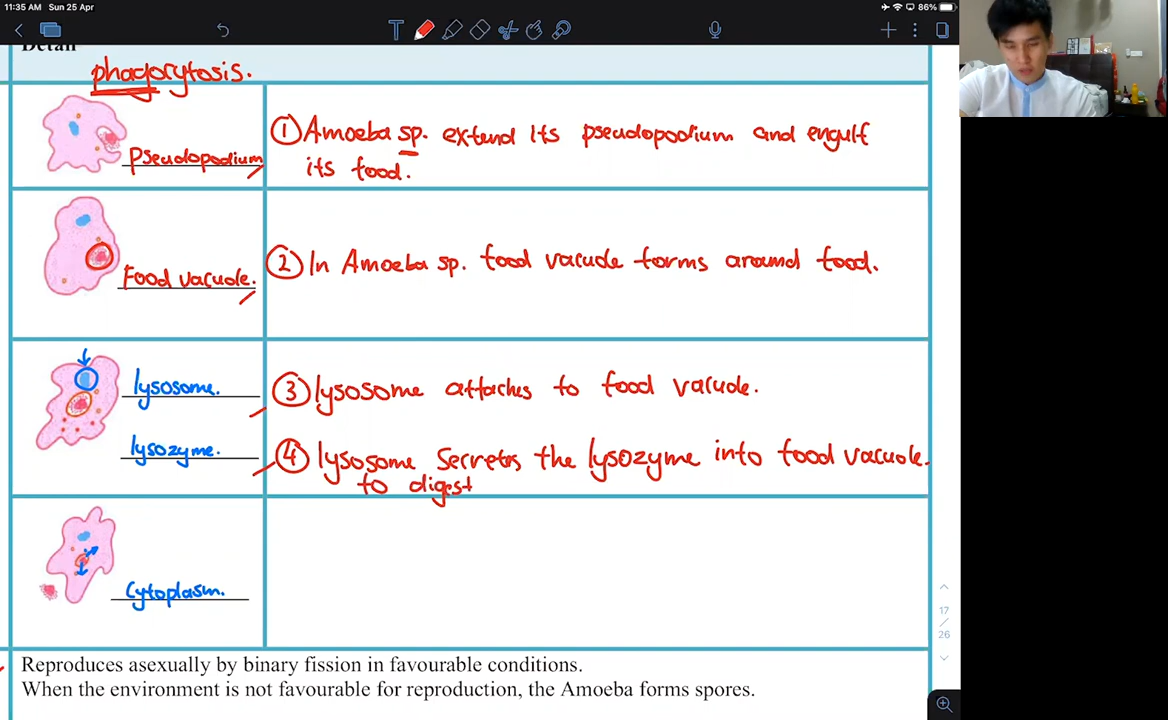 11:35 AM Sun 25 Apr
86%
Detail
phagocytosis.
Pseudopodium
① Amoeba sp. extend its pseudopodium and engulf
its food.
Food vacuole.
② In Amoeba sp. food vacuole forms around food.
lysosome.
③ lysosome attaches to food vacuole.
lysozyme.
④ lysosome secretes the lysozyme into food vacuole.
to digest
Cytoplasm.
17
/
26
Reproduces asexually by binary fission in favourable conditions.
When the environment is not favourable for reproduction, the Amoeba forms spores.